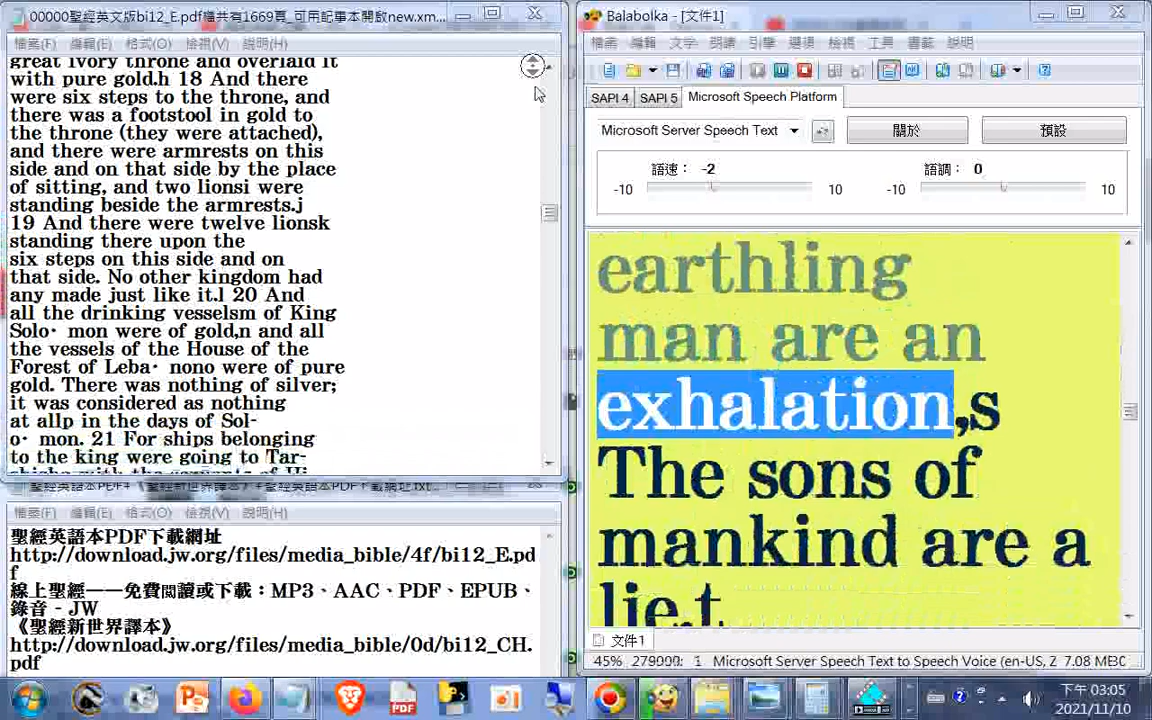 00000聖經英文版bi12_E.pdf檔共有1669頁_可用記事本開啟new.xm...
檔案(F) 編輯(E) 格式(O) 檢視(V) 說明(H)
great ivory throne and overlaid it
with pure gold.h 18 And there
were six steps to the throne, and
there was a footstool in gold to
the throne (they were attached),
and there were armrests on this
side and on that side by the place
of sitting, and two lionsi were
standing beside the armrests.j
19 And there were twelve lionsk
standing there upon the
six steps on this side and on
that side. No other kingdom had
any made just like it.l 20 And
all the drinking vesselsm of King
Solo· mon were of gold,n and all
the vessels of the House of the
Forest of Leba· nono were of pure
gold. There was nothing of silver;
it was considered as nothing
at allp in the days of Sol-
o· mon. 21 For ships belonging
to the king were going to Tar-
檔案(F) 編輯(E) 格式(O) 檢視(V) 說明(H)
聖經英語本PDF下載網址
http://download.jw.org/files/media_bible/4f/bi12_E.pd
f
線上聖經——免費閱讀或下載：MP3、AAC、PDF、EPUB、
錄音 - JW
《聖經新世界譯本》
http://download.jw.org/files/media_bible/0d/bi12_CH.
pdf
Balabolka - [文件1]
檔案 編輯 文字 朗讀 引擎 選項 檢視 工具 書籤 說明
SAPI 4 SAPI 5 Microsoft Speech Platform
Microsoft Server Speech Text 關於 預設
語速： -2 語調： 0
-10 10 -10 10
earthling
man are an
exhalation,s
The sons of
mankind are a
lie.t
文件1
45% 279000: 1 Microsoft Server Speech Text to Speech Voice (en-US, Z 7.08 MB
PDF
下午 03:05
2021/11/10